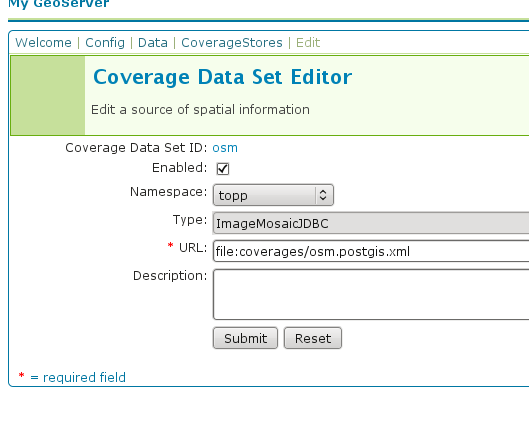 My GeoServer
Welcome | Config | Data | CoverageStores | Edit
Coverage Data Set Editor
Edit a source of spatial information
Coverage Data Set ID: osm
Enabled:
Namespace: topp
Type: ImageMosaicJDBC
* URL: file:coverages/osm.postgis.xml
Description:
Submit Reset
* = required field